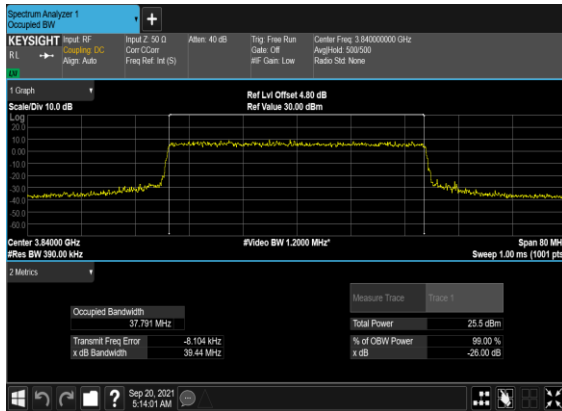 Spectrum Analyzer 1
Occupied BW
KEYSIGHT
RL
Input: RF
Coupling: DC
Align: Auto
Input Z: 50 Ω
Corr CCorr
Freq Ref: Int (S)
Atten: 40 dB
Trig: Free Run
Gate: Off
#IF Gain: Low
Center Freq: 3.840000000 GHz
Avg|Hold: 500/500
Radio Std: None
1 Graph
Scale/Div 10.0 dB
Ref Lvl Offset 4.80 dB
Ref Value 30.00 dBm
Log
20.0
10.0
0.00
-10.0
-20.0
-30.0
-40.0
-50.0
-60.0
Center 3.84000 GHz
#Res BW 390.00 kHz
#Video BW 1.2000 MHz*
Span 80 MH
Sweep 1.00 ms (1001 pts
2 Metrics
Measure Trace
Trace 1
Occupied Bandwidth
37.791 MHz
Total Power
25.5 dBm
Transmit Freq Error
-8.104 kHz
% of OBW Power
99.00 %
x dB Bandwidth
39.44 MHz
x dB
-26.00 dB
Sep 20, 2021
5:14:01 AM